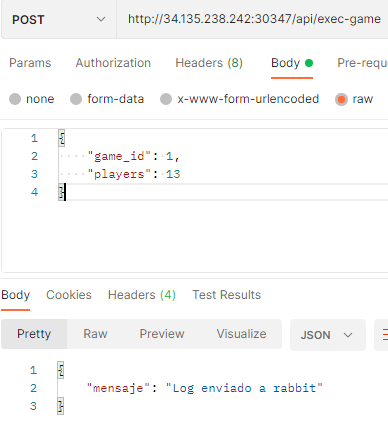 POST http://34.135.238.242:30347/api/exec-game
Params Authorization Headers (8) Body Pre-requ
none form-data x-www-form-urlencoded raw
1 {
2 "game_id": 1,
3 "players": 13
4 }
Body Cookies Headers (4) Test Results
Pretty Raw Preview Visualize JSON
1 {
2 "mensaje": "Log enviado a rabbit"
3 }